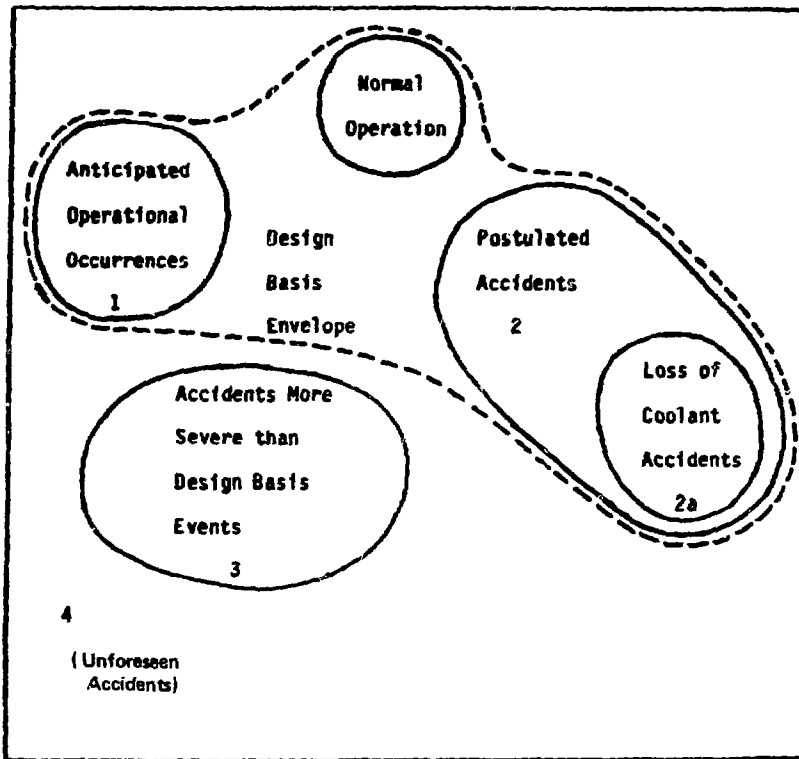 Normal
Operation
Anticipated
Operational
Occurrences
1
Design
Basis
Envelope
Postulated
Accidents
2
Loss of
Coolant
Accidents
2a
Accidents More
Severe than
Design Basis
Events
3
4
(Unforeseen
Accidents)